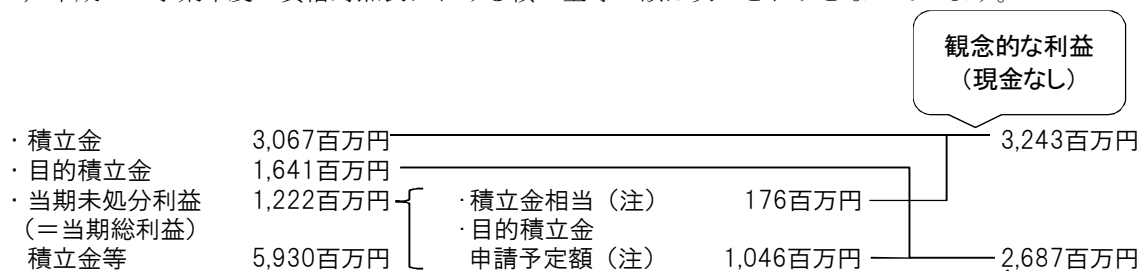 観念的な利益
(現金なし)
・積立金 3,067百万円 3,243百万円
・目的積立金 1,641百万円
・当期未処分利益 1,222百万円 ・積立金相当（注） 176百万円
(＝当期総利益) ・目的積立金
積立金等 5,930百万円 申請予定額（注） 1,046百万円 2,687百万円